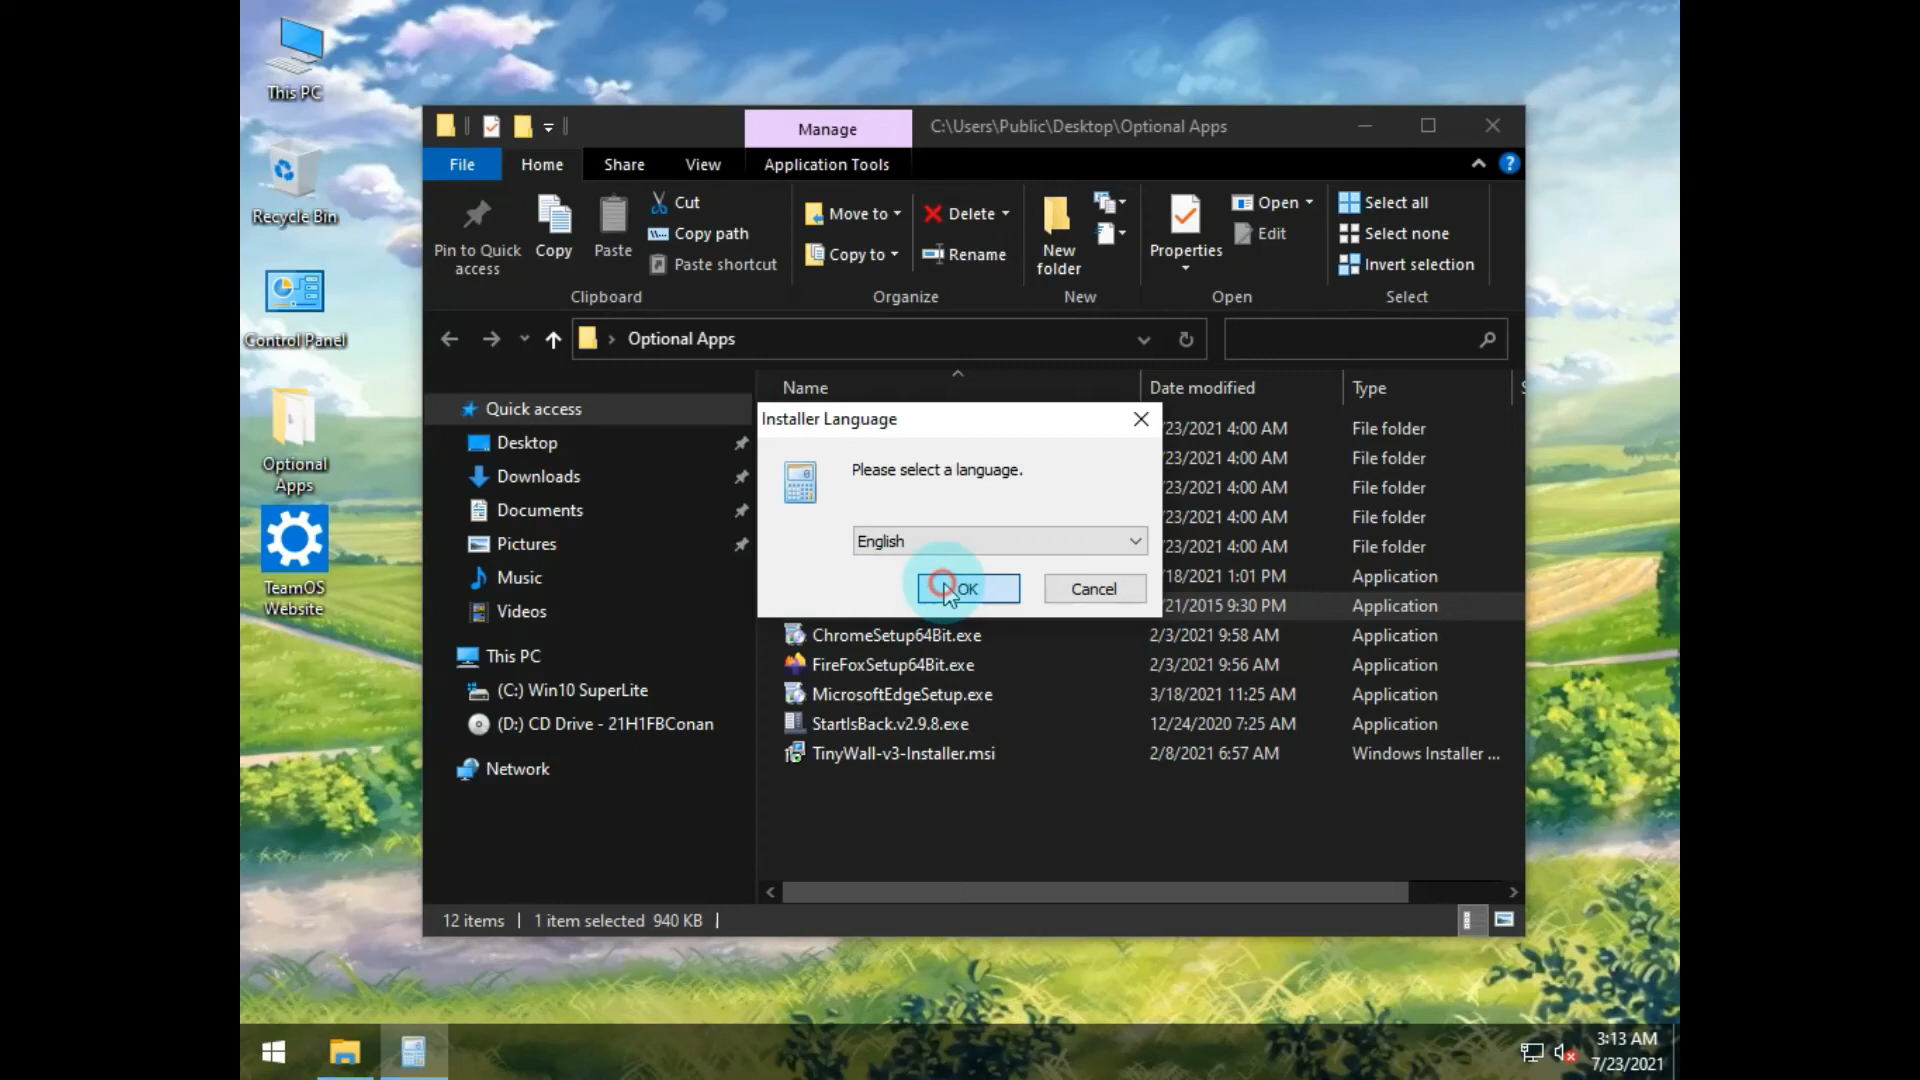 This PC
Recycle Bin
Control Panel
Optional
Apps
TeamOS
Website
Manage
C:\Users\Public\Desktop\Optional Apps
File
Home
Share
View
Application Tools
Pin to Quick
access
Copy
Paste
Cut
Copy path
Paste shortcut
Clipboard
Move to
Copy to
Delete
Rename
Organize
New
folder
New
Properties
Open
Edit
Open
Select all
Select none
Invert selection
Select
Optional Apps
Quick access
Desktop
Downloads
Documents
Pictures
Music
Videos
This PC
(C:) Win10 SuperLite
(D:) CD Drive - 21H1FBConan
Network
Name
Date modified
Type
/23/2021 4:00 AM
File folder
/23/2021 4:00 AM
File folder
/23/2021 4:00 AM
File folder
/23/2021 4:00 AM
File folder
/23/2021 4:00 AM
File folder
/18/2021 1:01 PM
Application
/21/2015 9:30 PM
Application
ChromeSetup64Bit.exe
2/3/2021 9:58 AM
Application
FireFoxSetup64Bit.exe
2/3/2021 9:56 AM
Application
MicrosoftEdgeSetup.exe
3/18/2021 11:25 AM
Application
StartIsBack.v2.9.8.exe
12/24/2020 7:25 AM
Application
TinyWall-v3-Installer.msi
2/8/2021 6:57 AM
Windows Installer ...
Installer Language
Please select a language.
English
OK
Cancel
12 items
1 item selected 940 KB
3:13 AM
7/23/2021